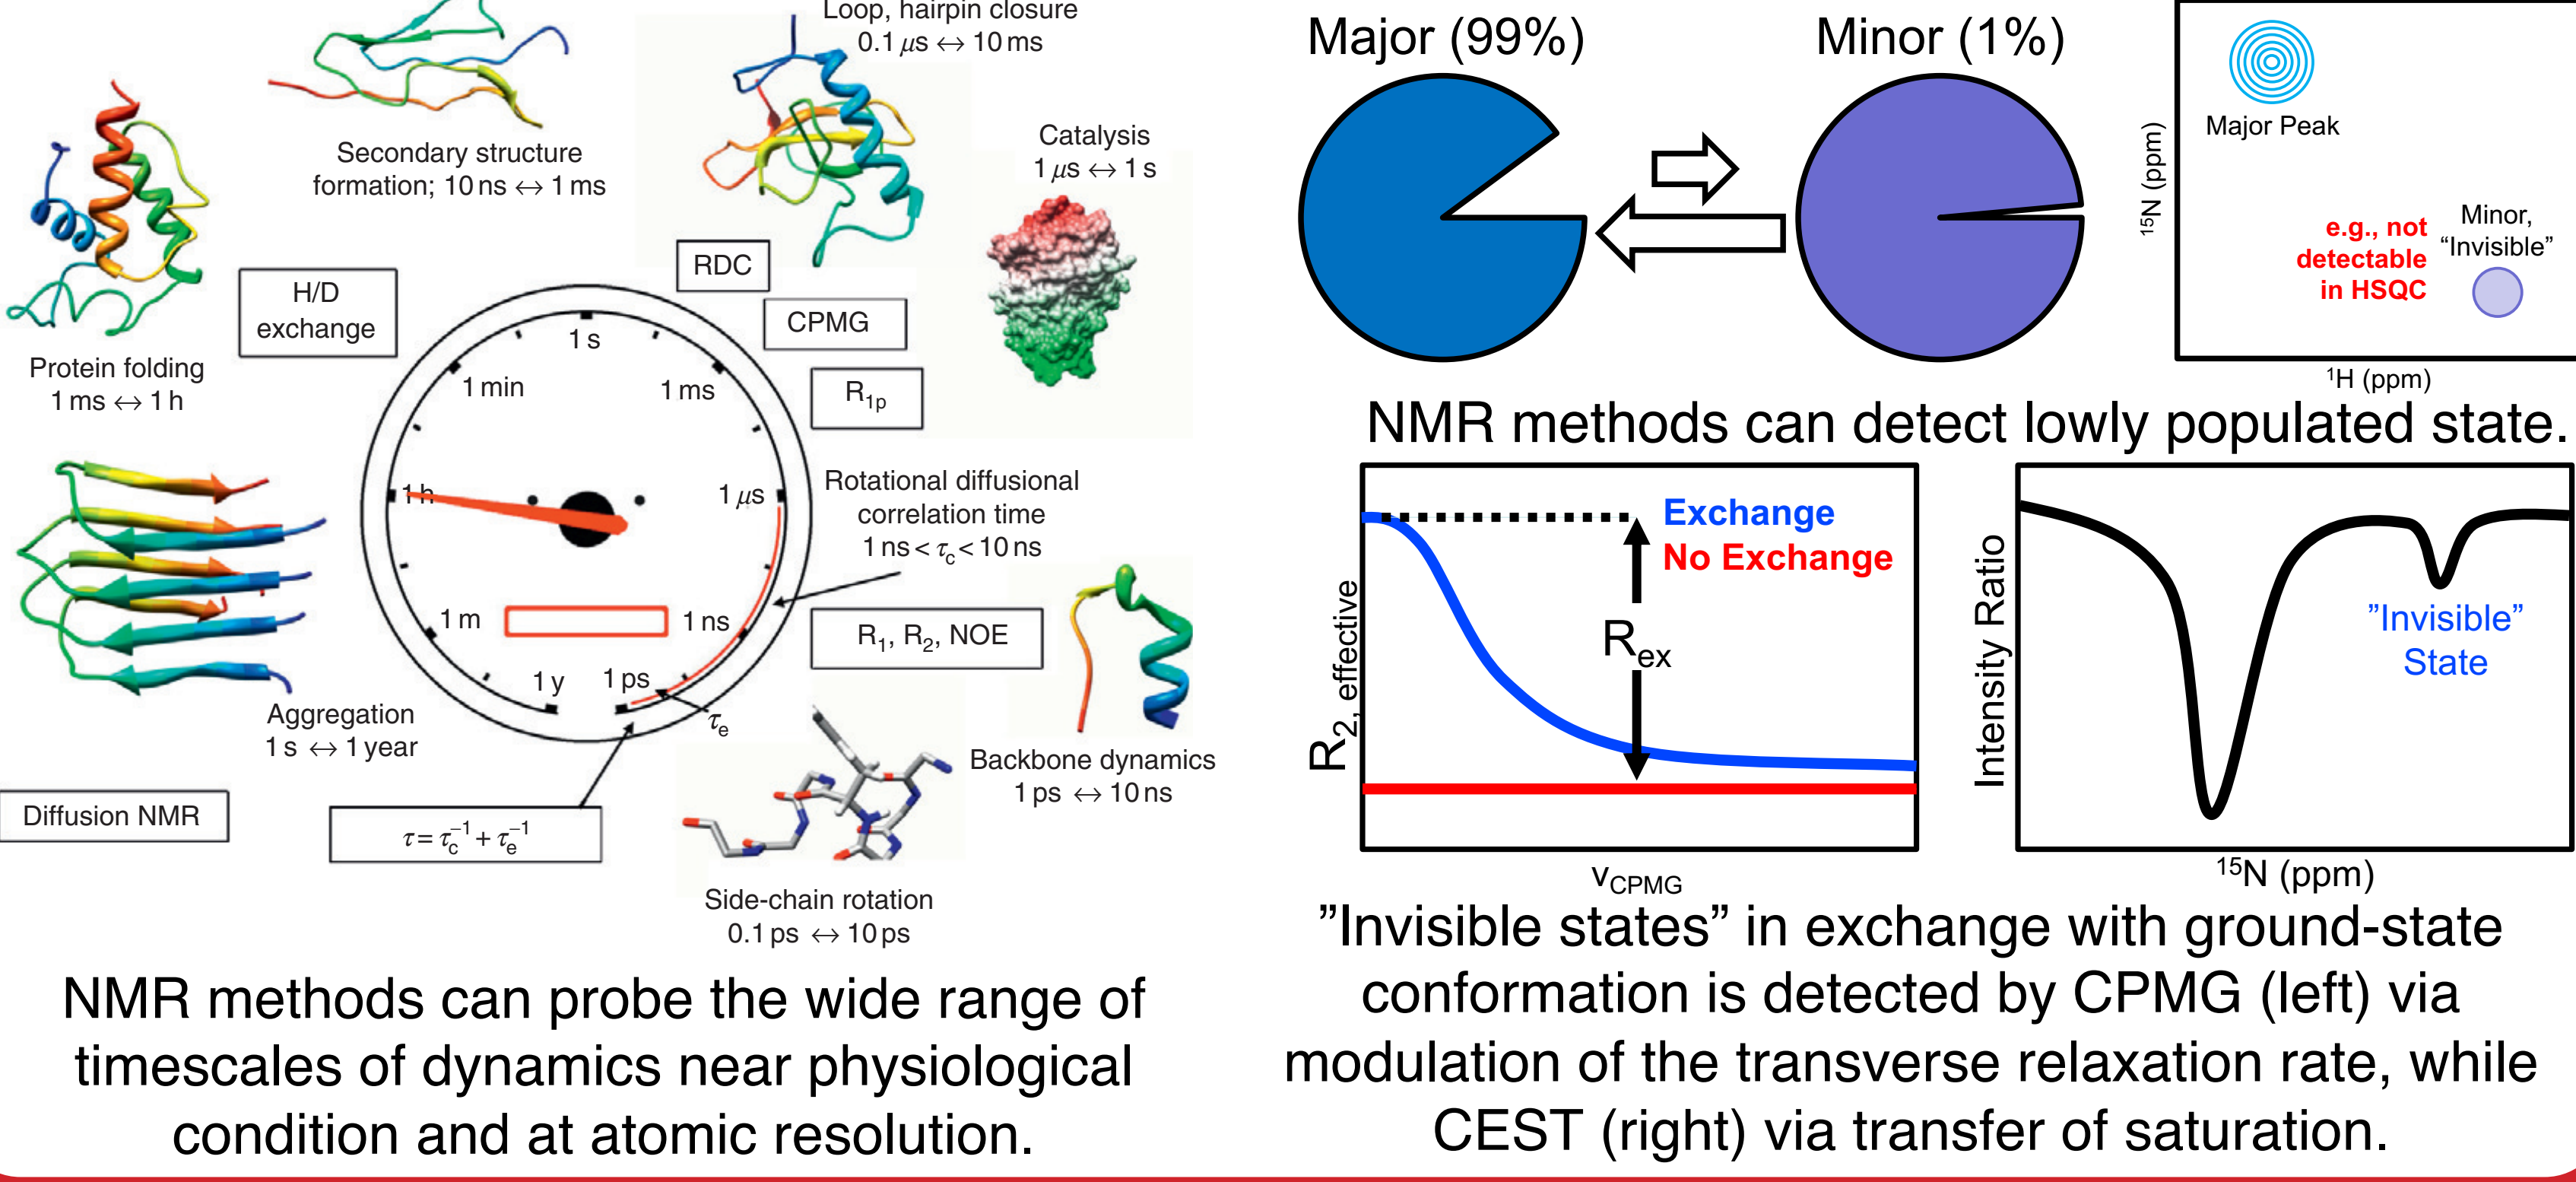 Loop, hairpin closure
0.1 μs ↔ 10 ms
Secondary structure
formation; 10 ns ↔ 1 ms
Catalysis
1 μs ↔ 1 s
Protein folding
1 ms ↔ 1 h
H/D
exchange
RDC
CPMG
R1p
1 s
1 min
1 ms
1 h
1 μs
1 m
1 ns
1 y
1 ps
τe
Rotational diffusional
correlation time
1 ns < τc < 10 ns
R1, R2, NOE
Aggregation
1 s ↔ 1 year
Backbone dynamics
1 ps ↔ 10 ns
Diffusion NMR
τ = τc⁻¹ + τe⁻¹
Side-chain rotation
0.1 ps ↔ 10 ps
NMR methods can probe the wide range of
timescales of dynamics near physiological
condition and at atomic resolution.
Major (99%)
Minor (1%)
15N (ppm)
Major Peak
e.g., not
detectable
in HSQC
Minor,
“Invisible”
1H (ppm)
NMR methods can detect lowly populated state.
R2, effective
Exchange
No Exchange
Rex
vCPMG
Intensity Ratio
”Invisible”
State
15N (ppm)
”Invisible states” in exchange with ground-state
conformation is detected by CPMG (left) via
modulation of the transverse relaxation rate, while
CEST (right) via transfer of saturation.